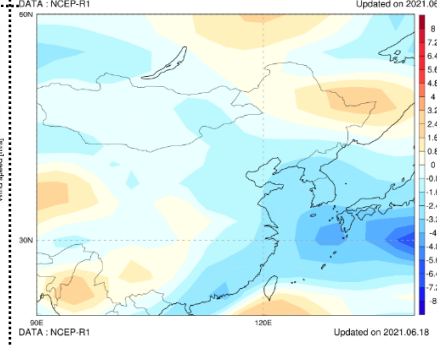 DATA : NCEP-R1
Updated on 2021.06
60N
30N
90E
120E
8
7.2
6.4
5.6
4.8
4
3.2
2.4
1.6
0.8
0
-0.8
-1.6
-2.4
-3.2
-4
-4.8
-5.6
-6.4
-7.2
-8
DATA : NCEP-R1
Updated on 2021.06.18